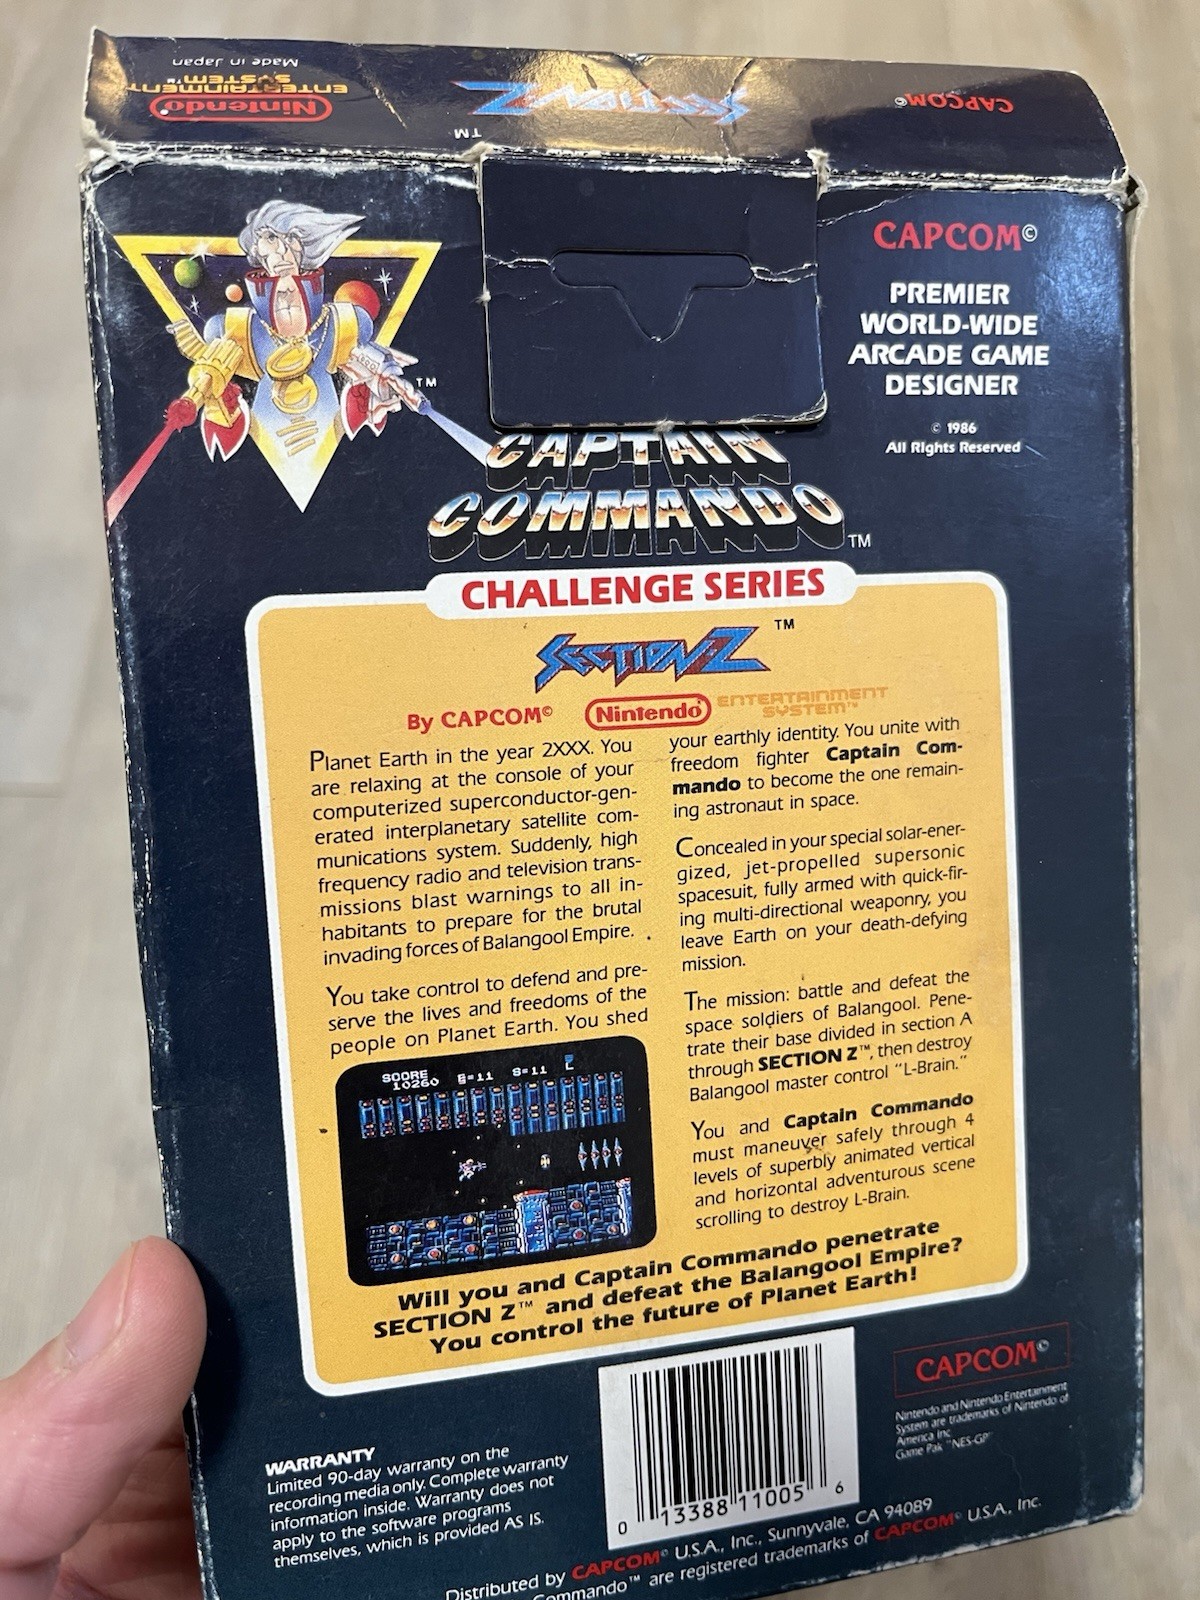 Made in Japan
Nintendo
ENTERTAINMENT
SYSTEM™
SECTION-Z
TM
CAPCOM©
CAPCOM©
PREMIER
WORLD-WIDE
ARCADE GAME
DESIGNER
© 1986
All Rights Reserved
TM
CAPTAIN
COMMANDO
TM
CHALLENGE SERIES
SECTION-Z TM
By CAPCOM©
Nintendo®
ENTERTAINMENT
SYSTEM™
Planet Earth in the year 2XXX. You
are relaxing at the console of your
computerized superconductor-gen-
erated interplanetary satellite com-
munications system. Suddenly, high
frequency radio and television trans-
missions blast warnings to all in-
habitants to prepare for the brutal
invading forces of Balangool Empire.
You take control to defend and pre-
serve the lives and freedoms of the
people on Planet Earth. You shed
your earthly identity. You unite with
freedom fighter Captain Com-
mando to become the one remain-
ing astronaut in space.
Concealed in your special solar-ener-
gized, jet-propelled supersonic
spacesuit, fully armed with quick-fir-
ing multi-directional weaponry, you
leave Earth on your death-defying
mission.
The mission: battle and defeat the
space soldiers of Balangool. Pene-
trate their base divided in section A
through SECTION Z™, then destroy
Balangool master control "L-Brain."
You and Captain Commando
must maneuver safely through 4
levels of superbly animated vertical
and horizontal adventurous scene
scrolling to destroy L-Brain.
SCORE
10260 E=11 S=11 L
Will you and Captain Commando penetrate
SECTION Z™ and defeat the Balangool Empire?
You control the future of Planet Earth!
WARRANTY
Limited 90-day warranty on the
recording media only. Complete warranty
information inside. Warranty does not
apply to the software programs
themselves, which is provided AS IS.
0 13388 11005 6
CAPCOM©
Nintendo and Nintendo Entertainment
System are trademarks of Nintendo of
America Inc
Game Pak "NES-GP"
Distributed by CAPCOM® U.S.A., Inc., Sunnyvale, CA 94089
Commando™ are registered trademarks of CAPCOM® U.S.A., Inc.